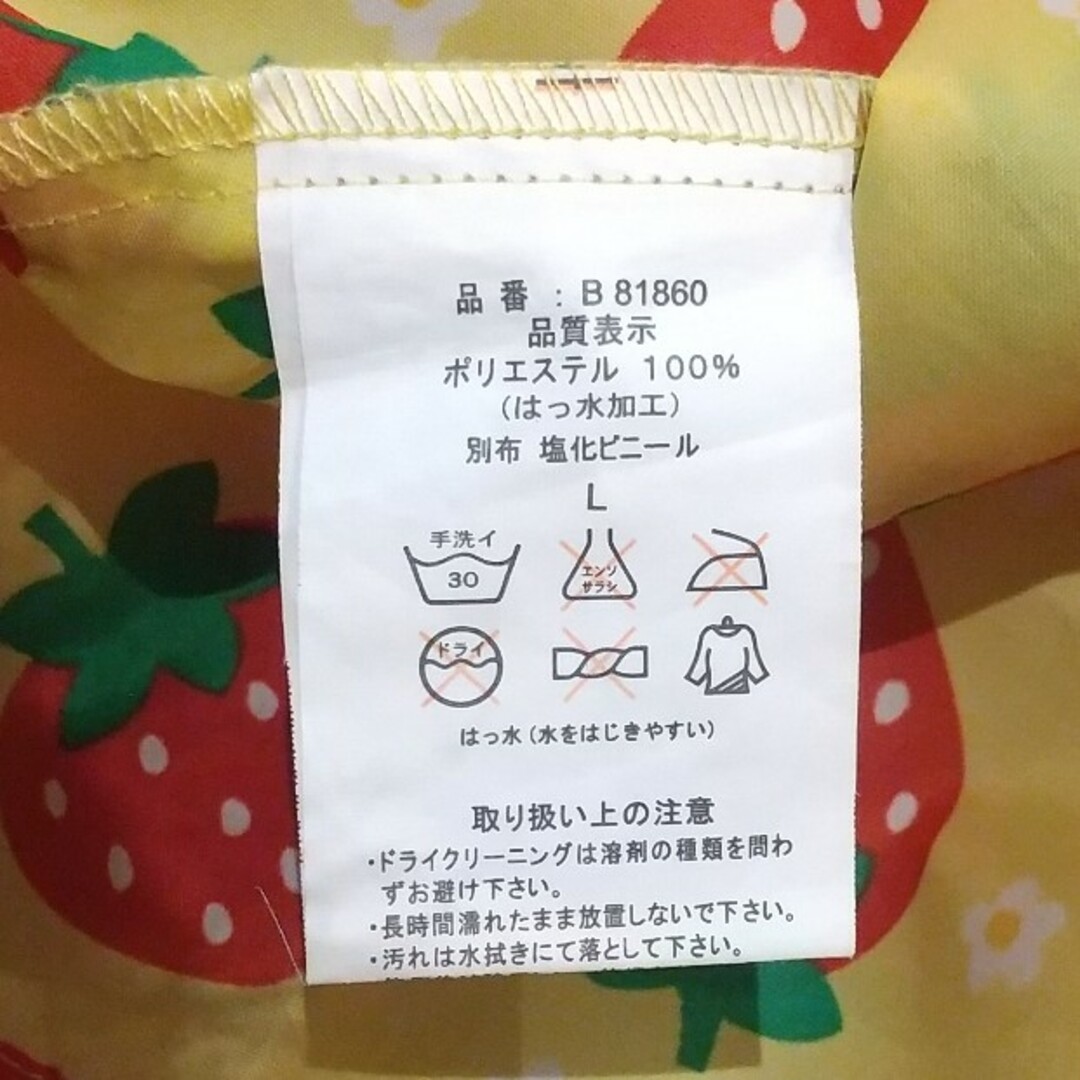 品番：B 81860
品質表示
ポリエステル 100%
(はっ水加工)
別布 塩化ビニール
L
手洗イ
30
エンソ
サラシ
ドライ
はっ水(水をはじきやすい)
取り扱い上の注意
・ドライクリーニングは溶剤の種類を問わ
ずお避け下さい。
・長時間濡れたまま放置しないで下さい。
・汚れは水拭きにて落として下さい。